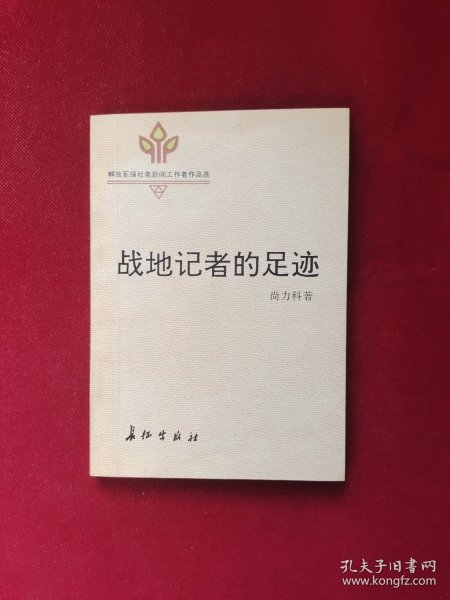 解放军报社老新闻工作者作品选
战地记者的足迹
尚力科著
长征出版社
孔夫子旧书网
www.kongfz.com